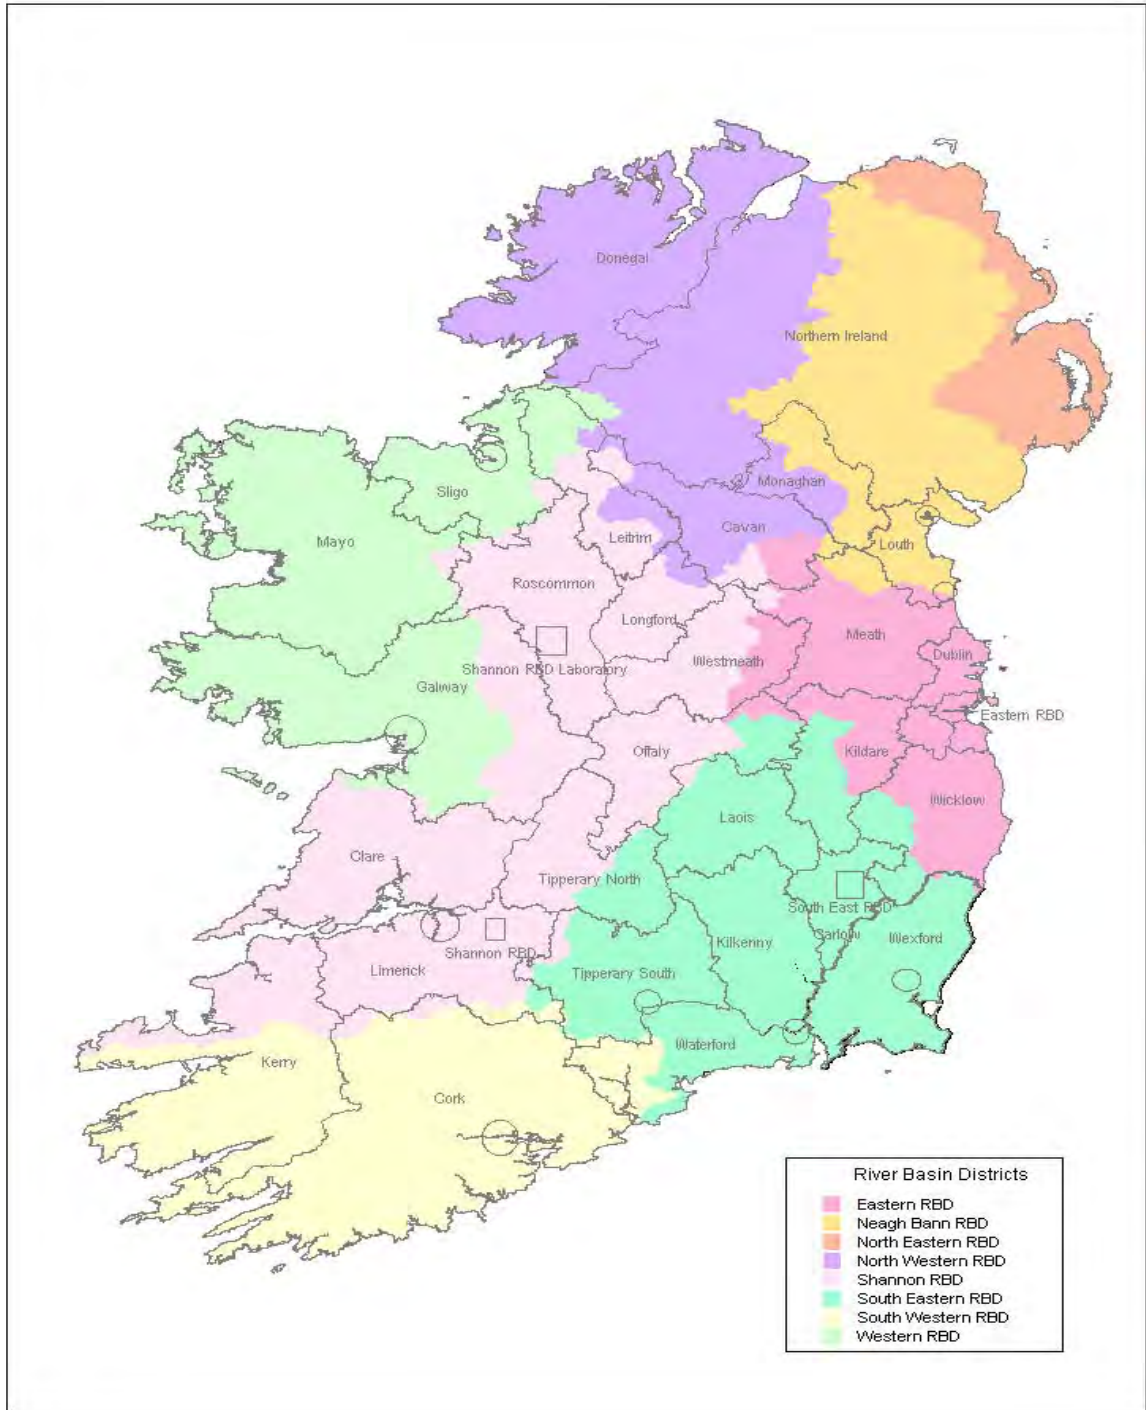 Donegal
Northern Ireland
Monaghan
Sligo
Cavan
Leitrim
Louth
Mayo
Roscommon
Longford
Meath
Dublin
Westmeath
Shannon RBD Laboratory
Galway
Eastern RBD
Offaly
Kildare
Wicklow
Laois
Clare
Tipperary North
South East RBD
Carlow
Kilkenny
Wexford
Shannon RBD
Limerick
Tipperary South
Waterford
Kerry
Cork
River Basin Districts
Eastern RBD
Neagh Bann RBD
North Eastern RBD
North Western RBD
Shannon RBD
South Eastern RBD
South Western RBD
Western RBD